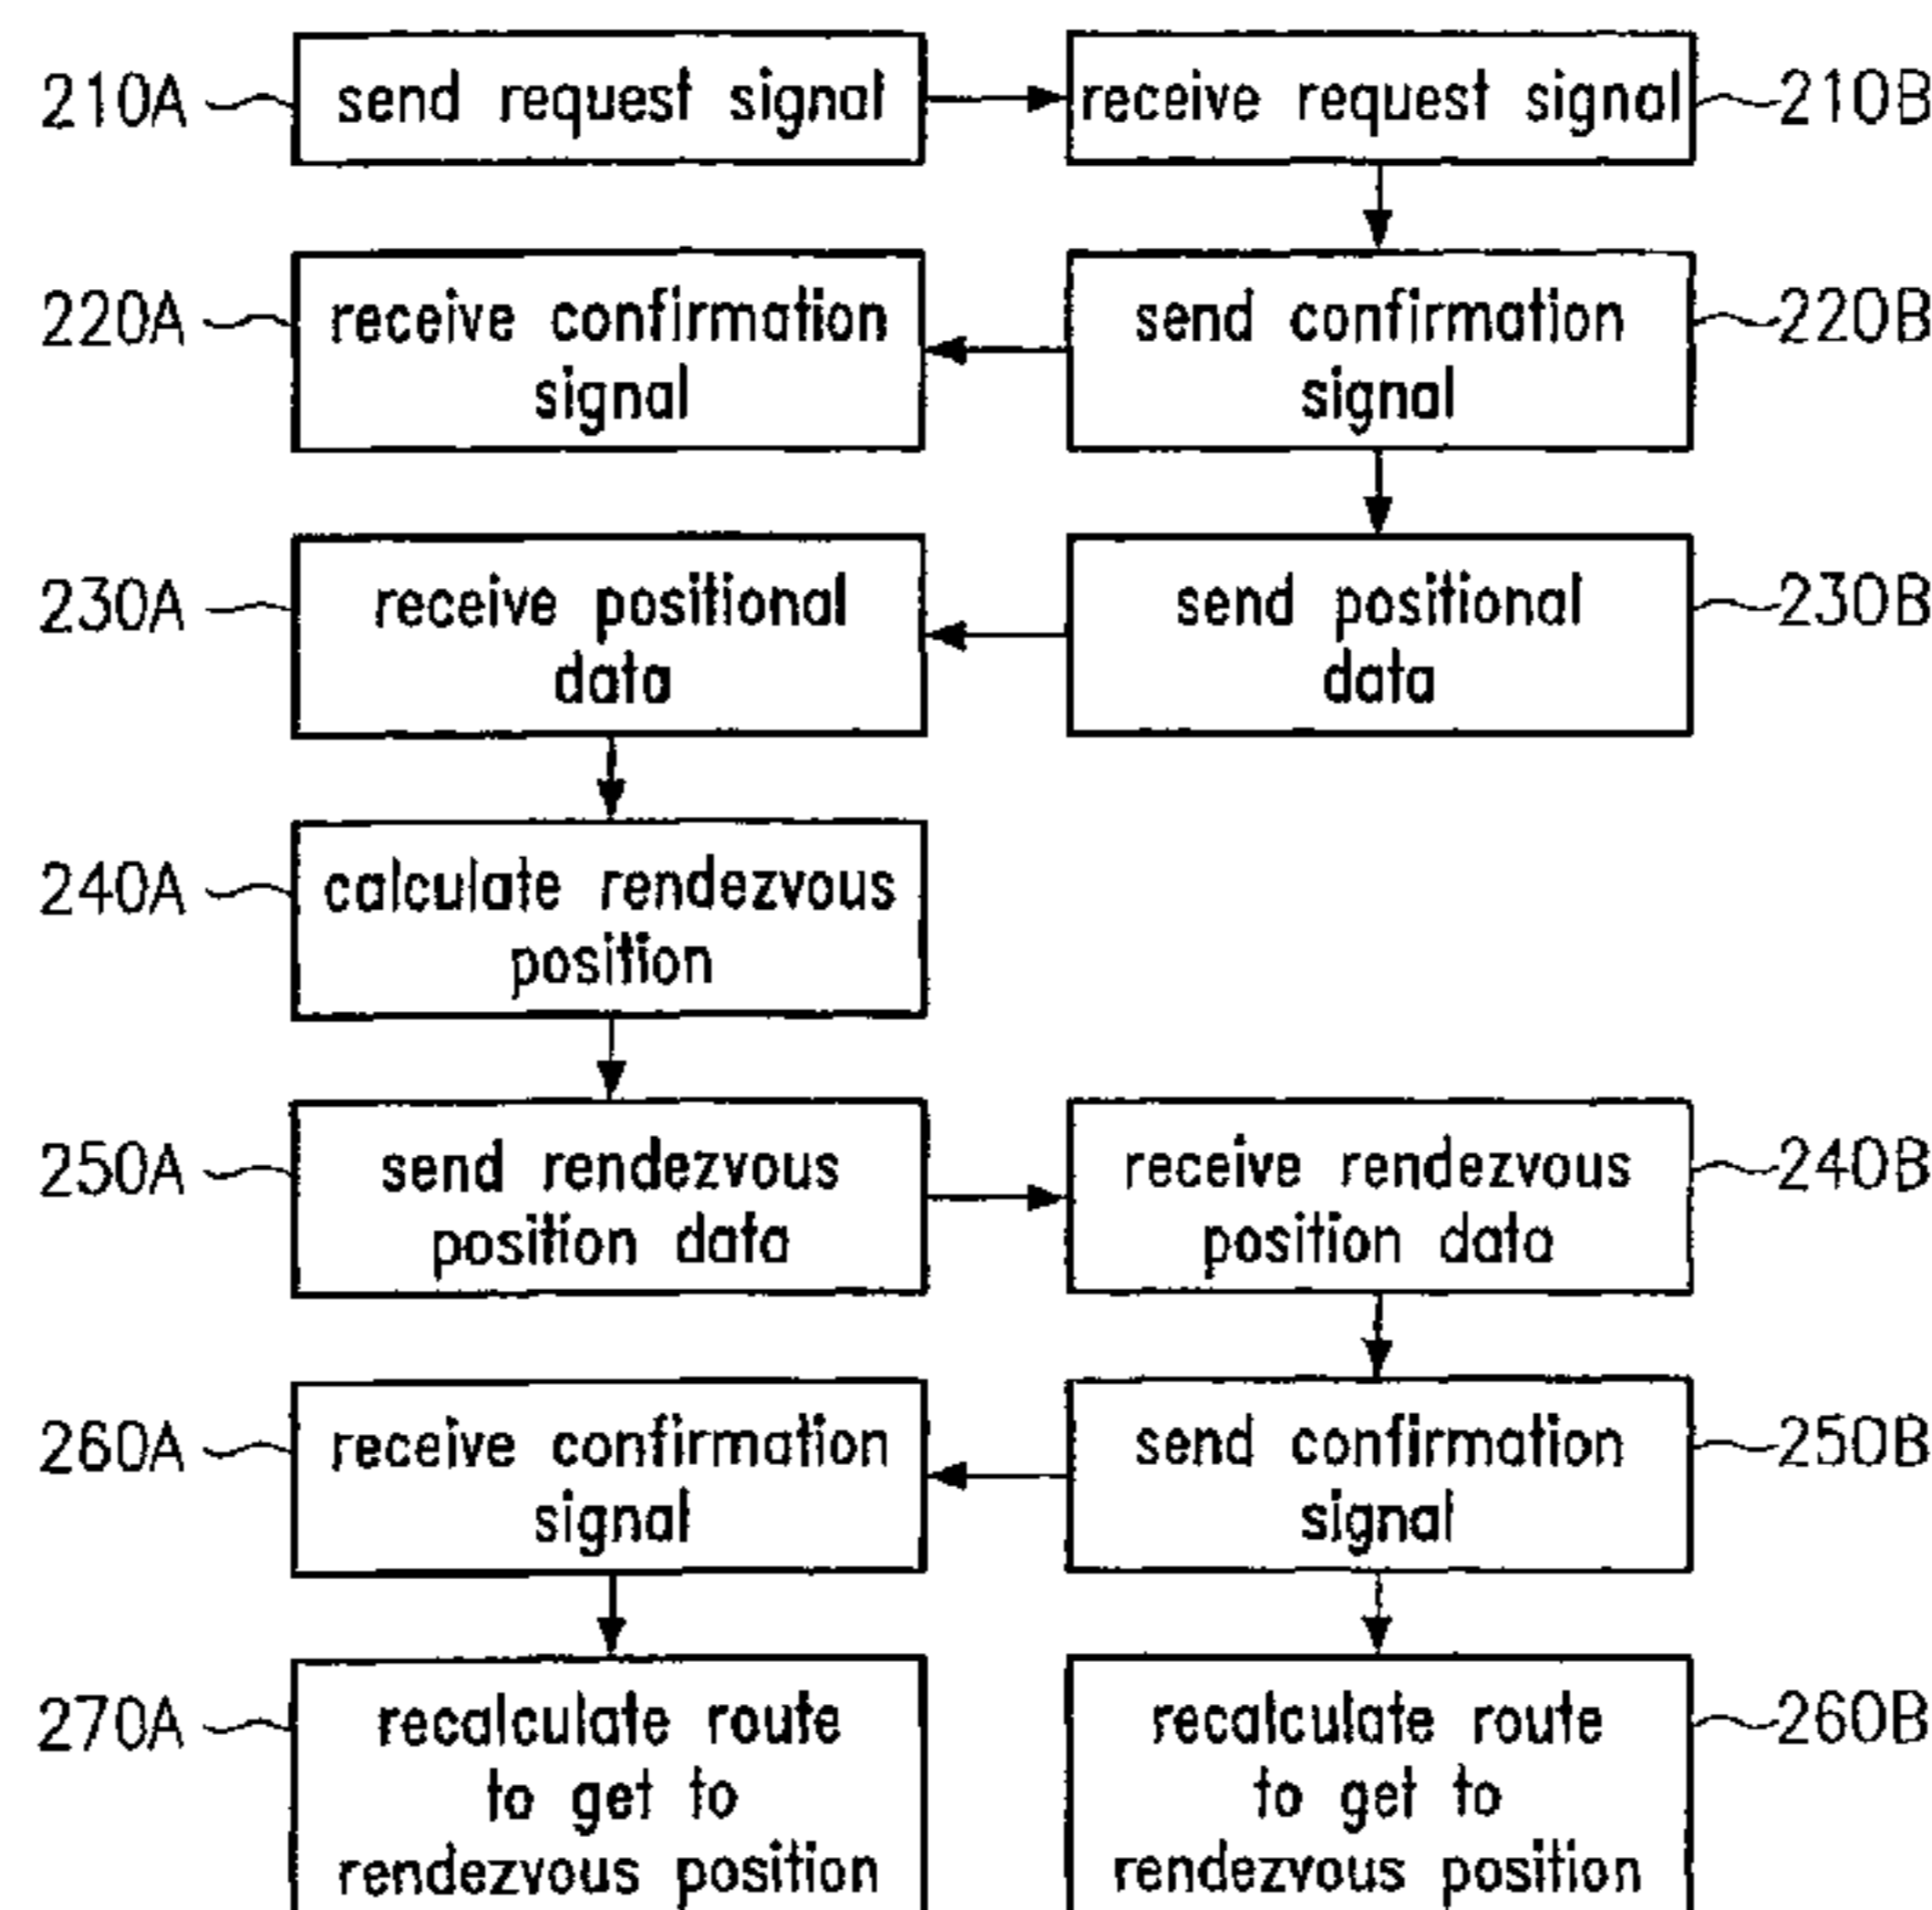 210A send request signal receive request signal 210B
220A receive confirmation signal send confirmation signal 220B
230A receive positional data send positional data 230B
240A calculate rendezvous position
250A send rendezvous position data receive rendezvous position data 240B
260A receive confirmation signal send confirmation signal 250B
270A recalculate route to get to rendezvous position recalculate route to get to rendezvous position 260B